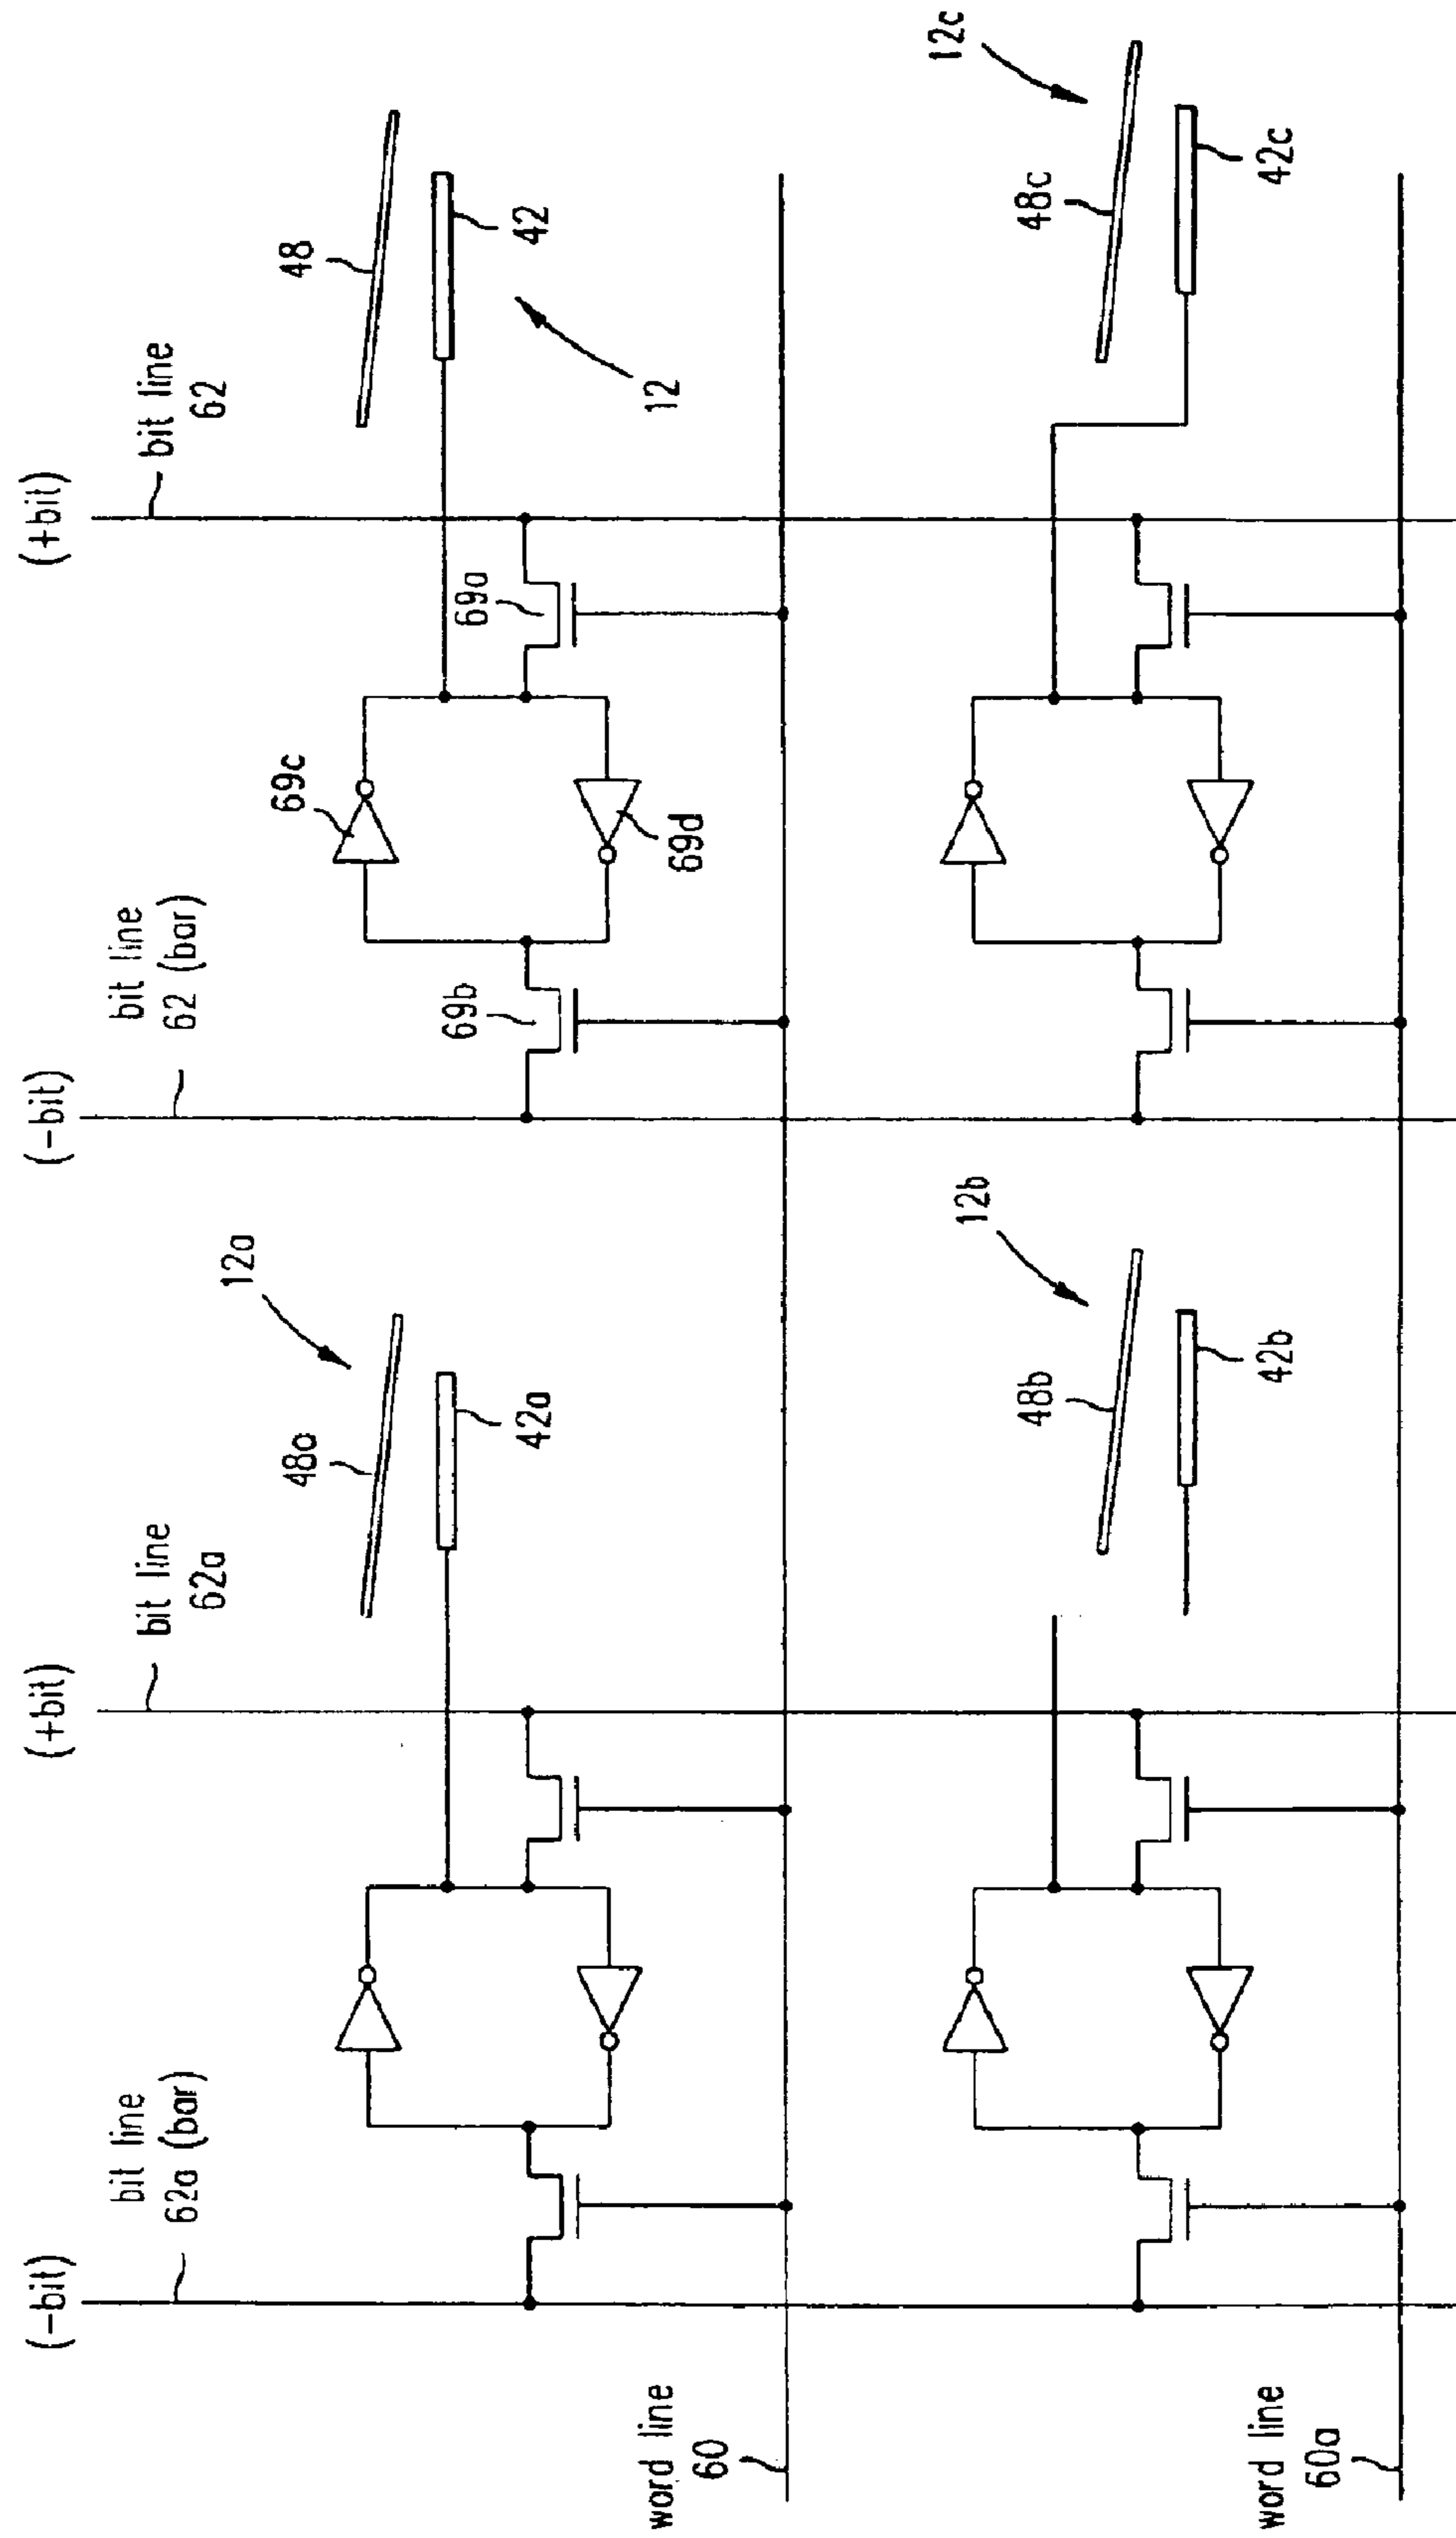 (−bit)
bit line
62a (bar)
(+bit)
bit line
62a
(−bit)
bit line
62 (bar)
(+bit)
bit line
62
48a
12a
42a
69c
69b
69d
69a
48
42
12
word line
60
48b
12b
42b
48c
12c
42c
word line
60a